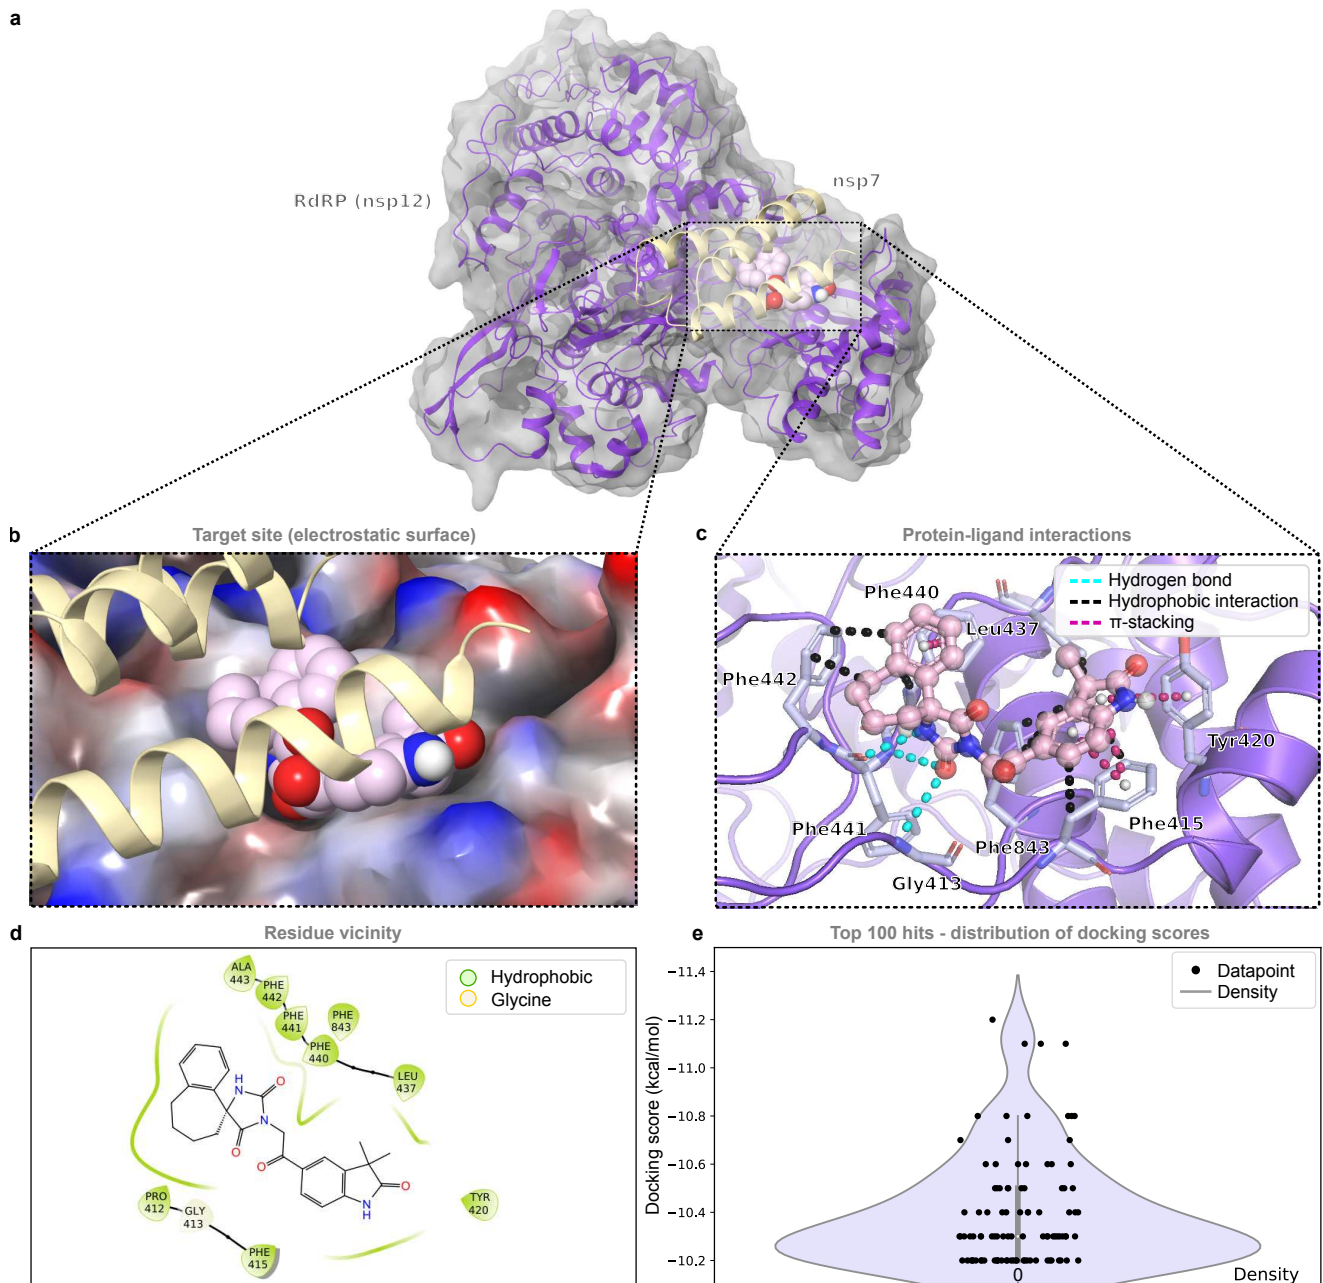 a
RdRP (nsp12)
nsp7
b
Target site (electrostatic surface)
c
Protein-ligand interactions
Hydrogen bond
Hydrophobic interaction
π-stacking
Phe440
Leu437
Phe442
Tyr420
Phe441
Phe843
Phe415
Gly413
d
Residue vicinity
Hydrophobic
Glycine
ALA
443
PHE
442
PHE
441
PHE
843
PHE
440
LEU
437
H
N
O
N
O
O
O
N
H
PRO
412
GLY
413
PHE
415
TYR
420
e
Top 100 hits - distribution of docking scores
Datapoint
Density
Docking score (kcal/mol)
−11.4
−11.2
−11.0
−10.8
−10.6
−10.4
−10.2
0
Density